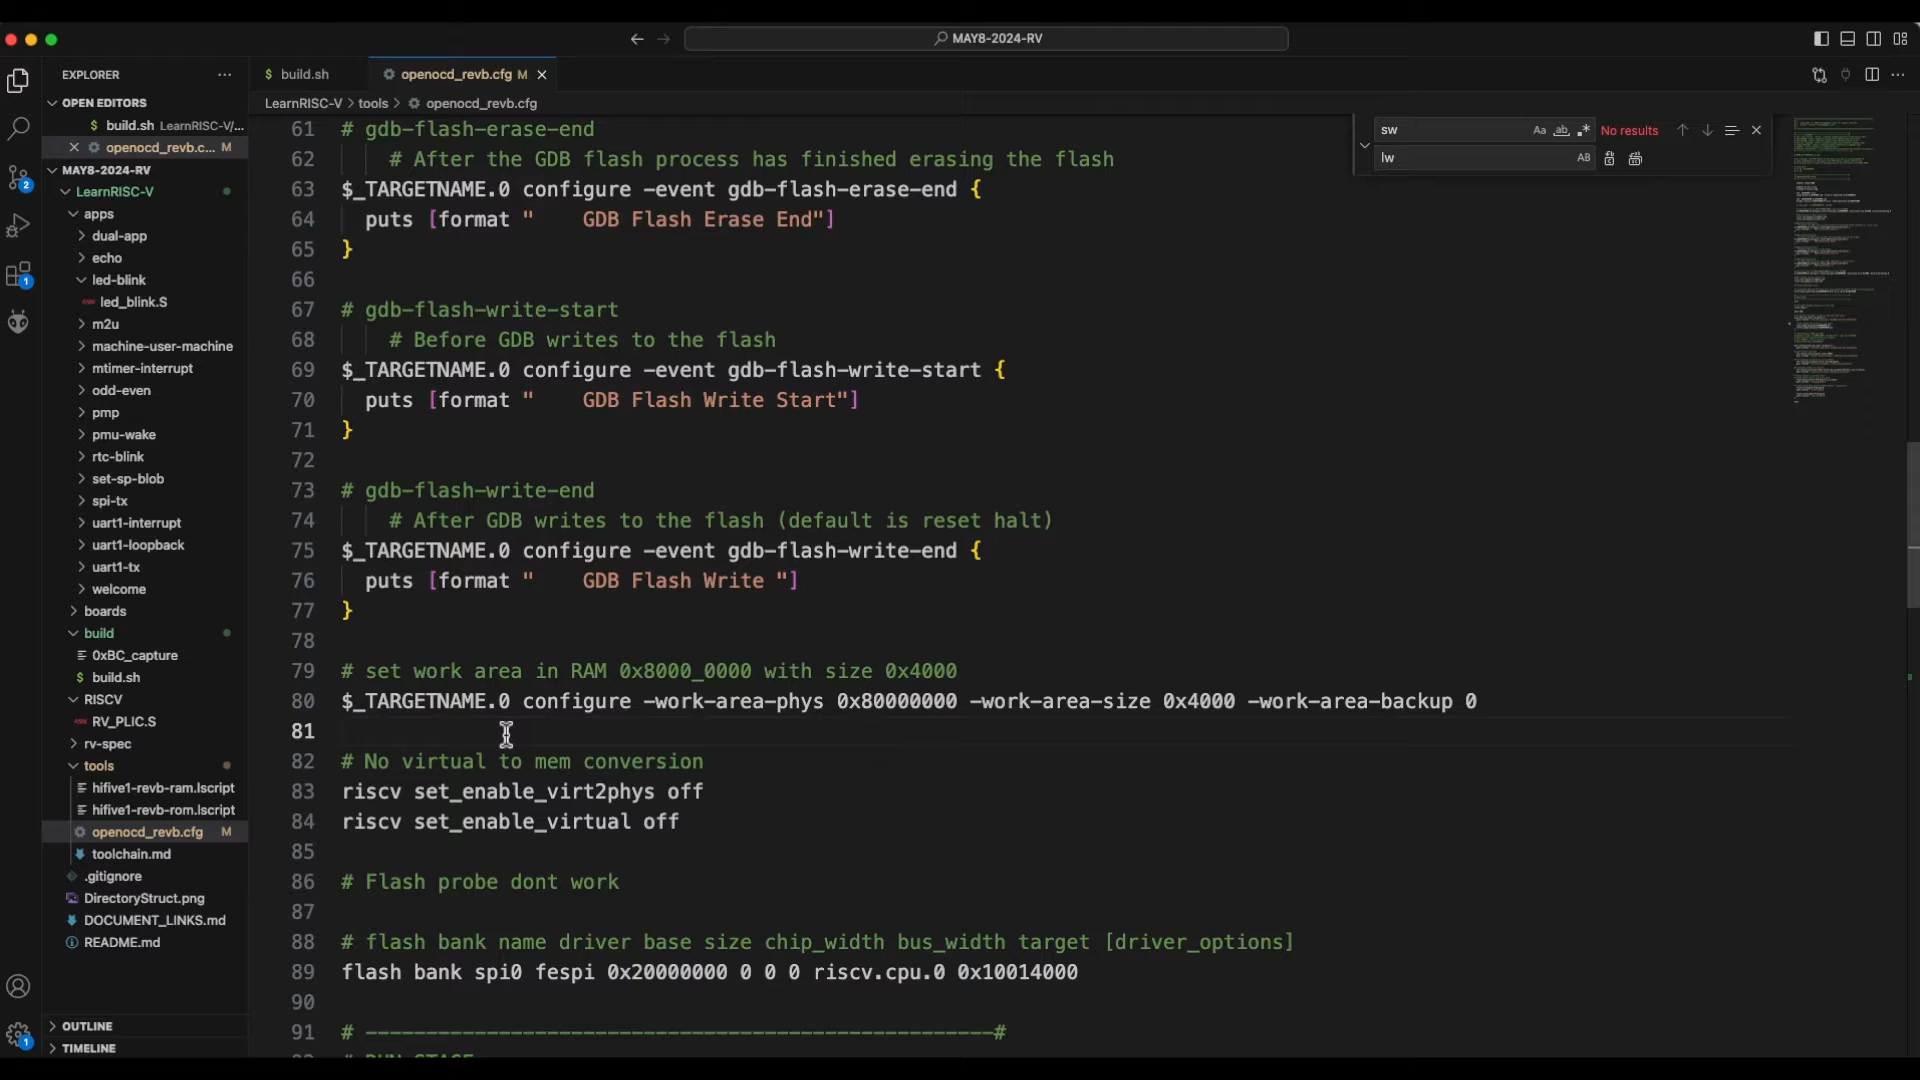 MAY8-2024-RV
EXPLORER
build.sh
openocd_revb.cfg M
OPEN EDITORS
LearnRISC-V > tools > openocd_revb.cfg
build.sh LearnRISC-V/...
openocd_revb.c... M
MAY8-2024-RV
LearnRISC-V
apps
dual-app
echo
led-blink
led_blink.S
m2u
machine-user-machine
mtimer-interrupt
odd-even
pmp
pmu-wake
rtc-blink
set-sp-blob
spi-tx
uart1-interrupt
uart1-loopback
uart1-tx
welcome
boards
build
0xBC_capture
build.sh
RISCV
RV_PLIC.S
rv-spec
tools
hifive1-revb-ram.lscript
hifive1-revb-rom.lscript
openocd_revb.cfg M
toolchain.md
.gitignore
DirectoryStruct.png
DOCUMENT_LINKS.md
README.md
OUTLINE
TIMELINE
2
1
1
sw Aa ab .* No results
lw AB
61 # gdb-flash-erase-end
62 # After the GDB flash process has finished erasing the flash
63 $_TARGETNAME.0 configure -event gdb-flash-erase-end {
64 puts [format "    GDB Flash Erase End"]
65 }
66
67 # gdb-flash-write-start
68 # Before GDB writes to the flash
69 $_TARGETNAME.0 configure -event gdb-flash-write-start {
70 puts [format "    GDB Flash Write Start"]
71 }
72
73 # gdb-flash-write-end
74 # After GDB writes to the flash (default is reset halt)
75 $_TARGETNAME.0 configure -event gdb-flash-write-end {
76 puts [format "    GDB Flash Write "]
77 }
78
79 # set work area in RAM 0x8000_0000 with size 0x4000
80 $_TARGETNAME.0 configure -work-area-phys 0x80000000 -work-area-size 0x4000 -work-area-backup 0
81
82 # No virtual to mem conversion
83 riscv set_enable_virt2phys off
84 riscv set_enable_virtual off
85
86 # Flash probe dont work
87
88 # flash bank name driver base size chip_width bus_width target [driver_options]
89 flash bank spi0 fespi 0x20000000 0 0 0 riscv.cpu.0 0x10014000
90
91 # ----------------------------------------------------#